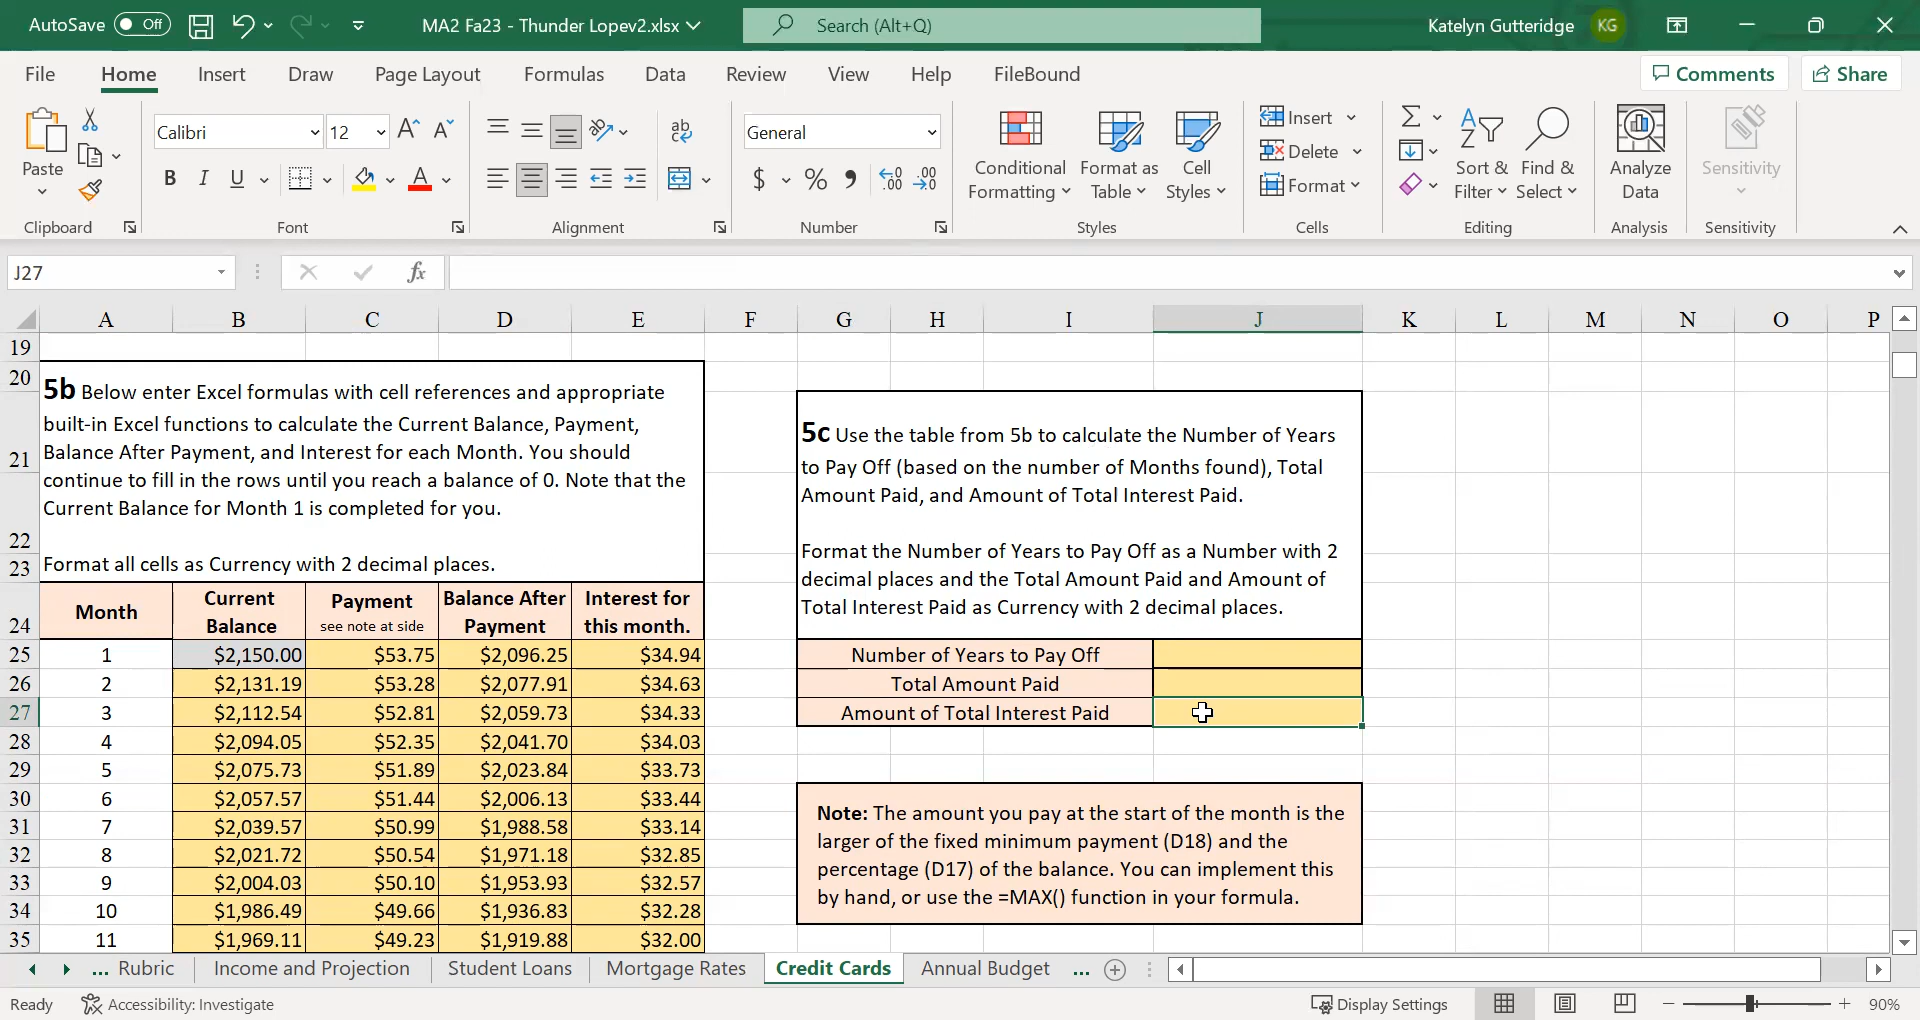 AutoSave Off MA2 Fa23 - Thunder Lopev2.xlsx Search (Alt+Q) Katelyn Gutteridge KG
File Home Insert Draw Page Layout Formulas Data Review View Help FileBound Comments Share
Paste Calibri 12 General Conditional Formatting Format as Table Cell Styles Insert Delete Format Sort & Filter Find & Select Analyze Data Sensitivity
Clipboard Font Alignment Number Styles Cells Editing Analysis Sensitivity
J27 fx
A B C D E F G H I J K L M N O P
19
20
21
22
23
5b Below enter Excel formulas with cell references and appropriate
built-in Excel functions to calculate the Current Balance, Payment,
Balance After Payment, and Interest for each Month. You should
continue to fill in the rows until you reach a balance of 0. Note that the
Current Balance for Month 1 is completed for you.
Format all cells as Currency with 2 decimal places.
24 Month Current Balance Payment see note at side Balance After Payment Interest for this month.
25 1 $2,150.00 $53.75 $2,096.25 $34.94
26 2 $2,131.19 $53.28 $2,077.91 $34.63
27 3 $2,112.54 $52.81 $2,059.73 $34.33
28 4 $2,094.05 $52.35 $2,041.70 $34.03
29 5 $2,075.73 $51.89 $2,023.84 $33.73
30 6 $2,057.57 $51.44 $2,006.13 $33.44
31 7 $2,039.57 $50.99 $1,988.58 $33.14
32 8 $2,021.72 $50.54 $1,971.18 $32.85
33 9 $2,004.03 $50.10 $1,953.93 $32.57
34 10 $1,986.49 $49.66 $1,936.83 $32.28
35 11 $1,969.11 $49.23 $1,919.88 $32.00
5c Use the table from 5b to calculate the Number of Years
to Pay Off (based on the number of Months found), Total
Amount Paid, and Amount of Total Interest Paid.
Format the Number of Years to Pay Off as a Number with 2
decimal places and the Total Amount Paid and Amount of
Total Interest Paid as Currency with 2 decimal places.
Number of Years to Pay Off
Total Amount Paid
Amount of Total Interest Paid
Note: The amount you pay at the start of the month is the
larger of the fixed minimum payment (D18) and the
percentage (D17) of the balance. You can implement this
by hand, or use the =MAX() function in your formula.
... Rubric Income and Projection Student Loans Mortgage Rates Credit Cards Annual Budget ...
Ready Accessibility: Investigate Display Settings 90%